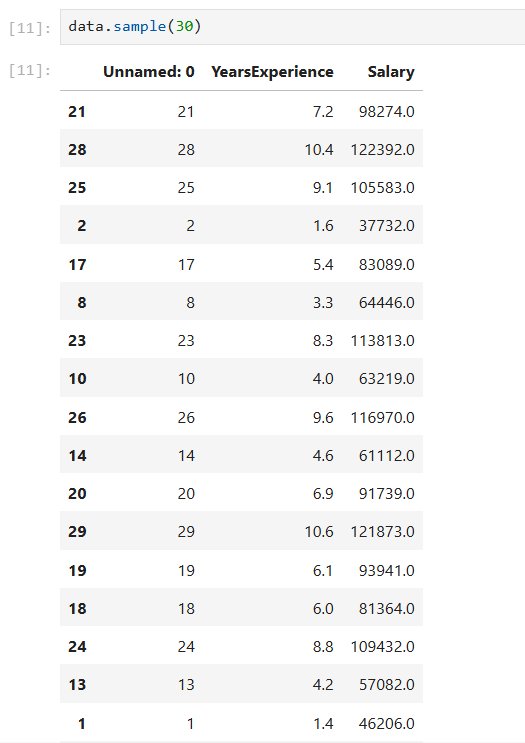 [11]: data.sample(30)
[11]: Unnamed: 0 YearsExperience Salary
21 21 7.2 98274.0
28 28 10.4 122392.0
25 25 9.1 105583.0
2 2 1.6 37732.0
17 17 5.4 83089.0
8 8 3.3 64446.0
23 23 8.3 113813.0
10 10 4.0 63219.0
26 26 9.6 116970.0
14 14 4.6 61112.0
20 20 6.9 91739.0
29 29 10.6 121873.0
19 19 6.1 93941.0
18 18 6.0 81364.0
24 24 8.8 109432.0
13 13 4.2 57082.0
1 1 1.4 46206.0